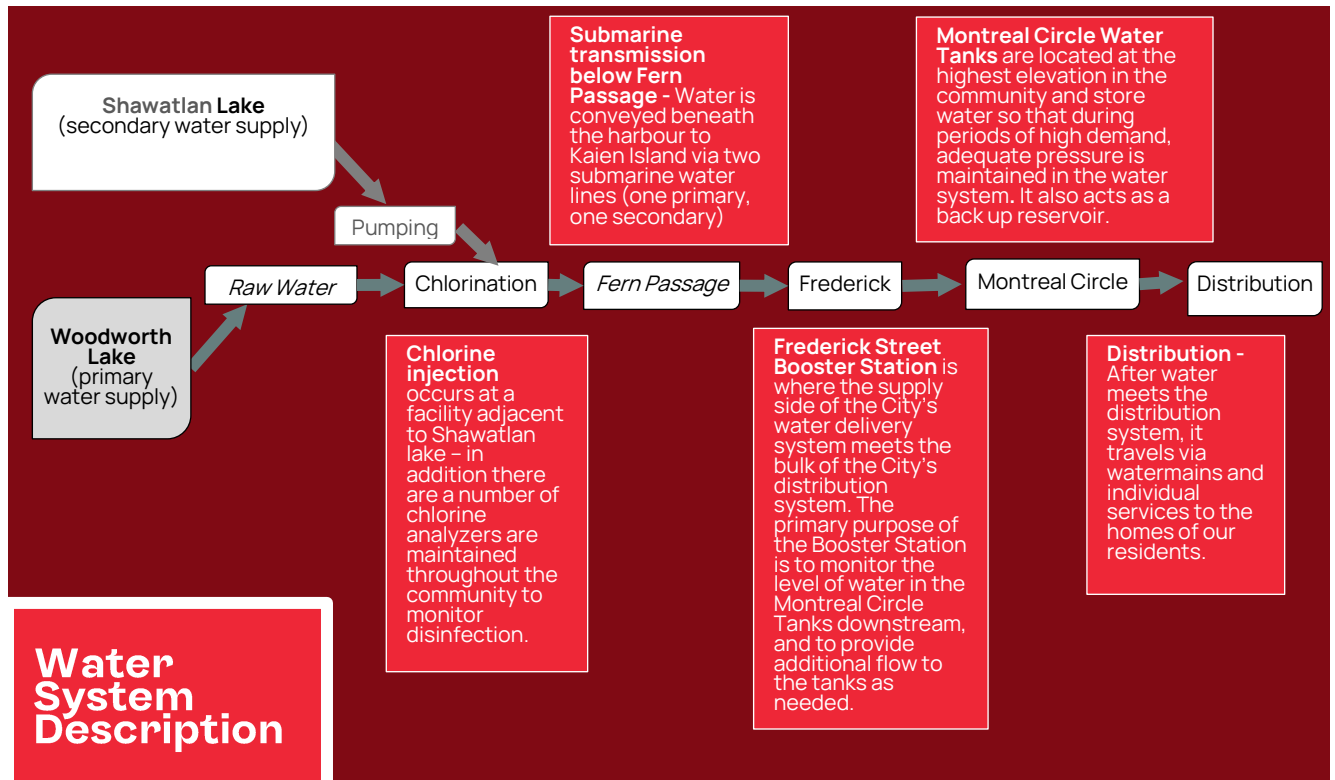 Shawatlan Lake
(secondary water supply)
Submarine
transmission
below Fern
Passage - Water is
conveyed beneath
the harbour to
Kaien Island via two
submarine water
lines (one primary,
one secondary)
Montreal Circle Water
Tanks are located at the
highest elevation in the
community and store
water so that during
periods of high demand,
adequate pressure is
maintained in the water
system. It also acts as a
back up reservoir.
Pumping
Raw Water
Chlorination
Fern Passage
Frederick
Montreal Circle
Distribution
Woodworth
Lake
(primary
water supply)
Chlorine
injection
occurs at a
facility adjacent
to Shawatlan
lake – in
addition there
are a number of
chlorine
analyzers are
maintained
throughout the
community to
monitor
disinfection.
Frederick Street
Booster Station is
where the supply
side of the City’s
water delivery
system meets the
bulk of the City’s
distribution
system. The
primary purpose of
the Booster Station
is to monitor the
level of water in the
Montreal Circle
Tanks downstream,
and to provide
additional flow to
the tanks as
needed.
Distribution -
After water
meets the
distribution
system, it
travels via
watermains and
individual
services to the
homes of our
residents.
Water
System
Description